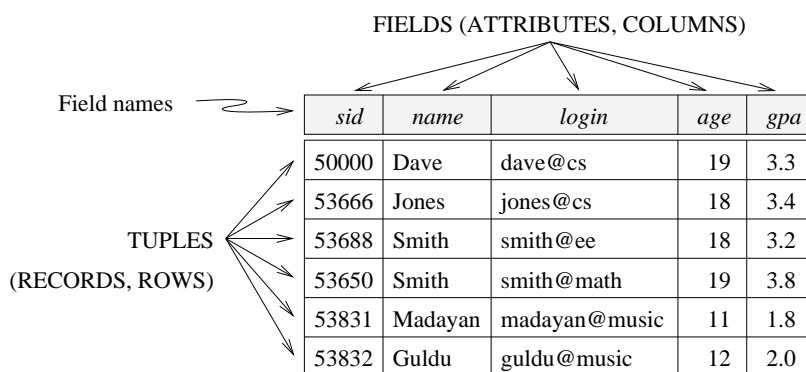 FIELDS (ATTRIBUTES, COLUMNS)
Field names
sid name login age gpa
50000 Dave dave@cs 19 3.3
53666 Jones jones@cs 18 3.4
TUPLES
53688 Smith smith@ee 18 3.2
(RECORDS, ROWS)
53650 Smith smith@math 19 3.8
53831 Madayan madayan@music 11 1.8
53832 Guldu guldu@music 12 2.0